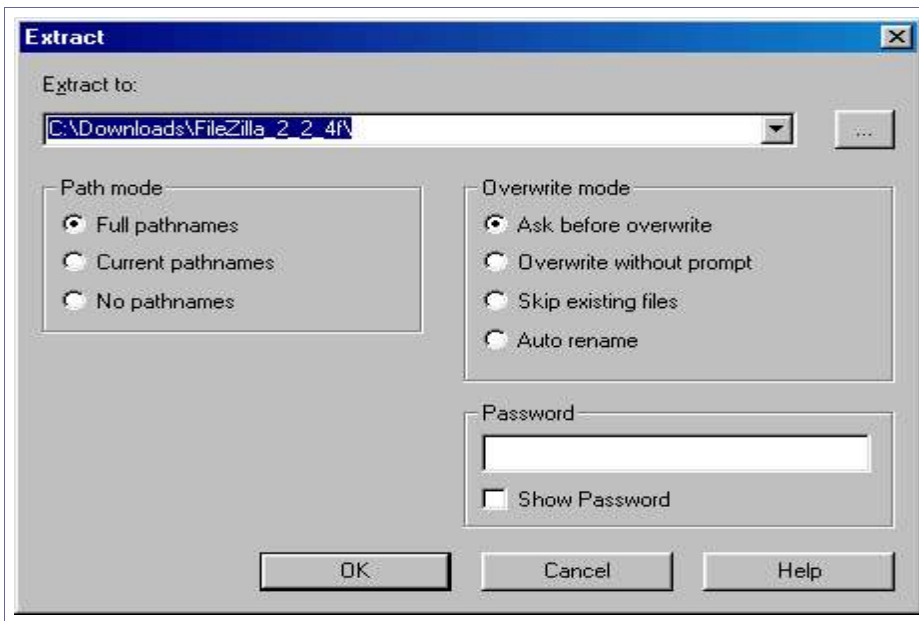 Extract
Extract to:
C:\Downloads\FileZilla_2_2_4f\
...
Path mode
Full pathnames
Current pathnames
No pathnames
Overwrite mode
Ask before overwrite
Overwrite without prompt
Skip existing files
Auto rename
Password
Show Password
OK
Cancel
Help